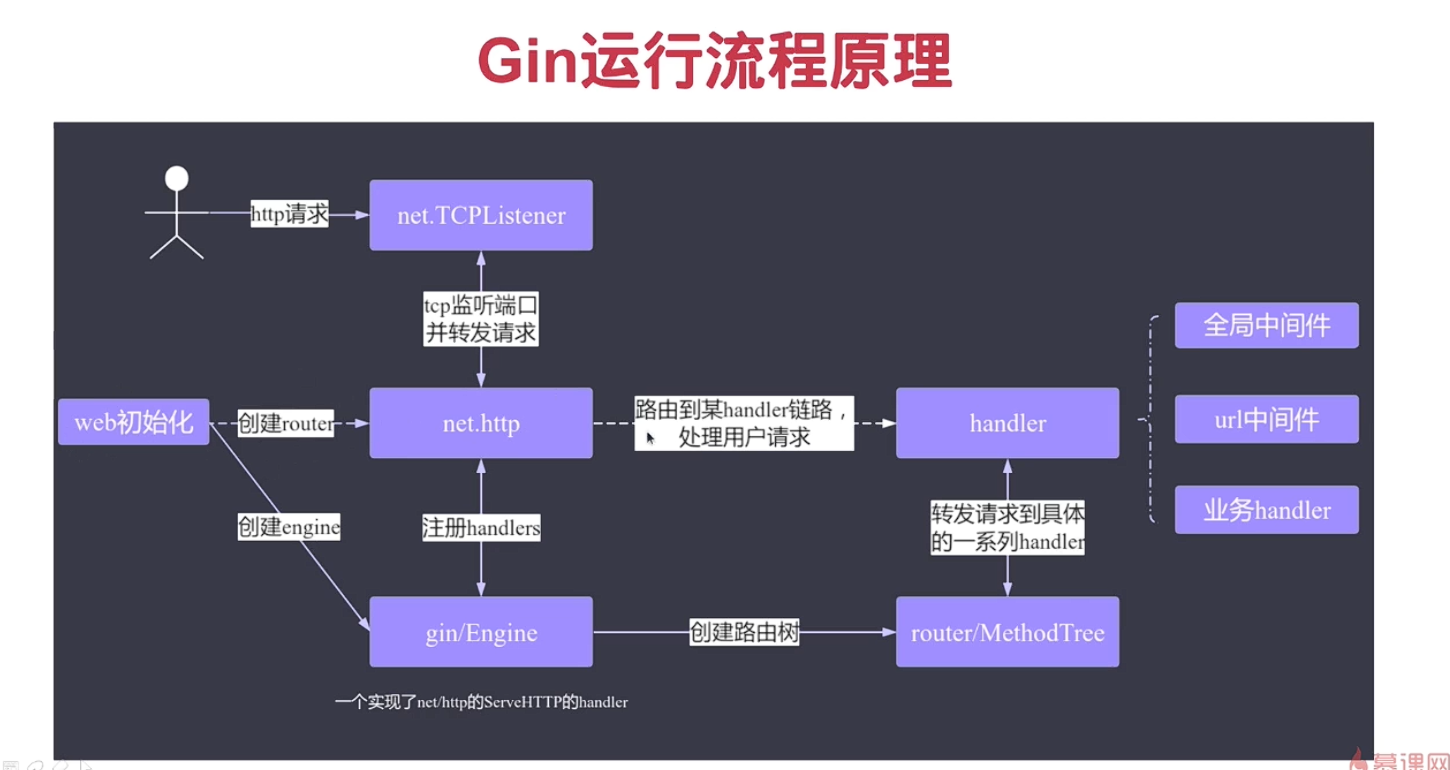 Gin运行流程原理
http请求
net.TCPListener
tcp监听端口
并转发请求
全局中间件
web初始化
创建router
net.http
路由到某handler链路，
处理用户请求
handler
url中间件
创建engine
注册handlers
转发请求到具体
的一系列handler
业务handler
gin/Engine
创建路由树
router/MethodTree
一个实现了net/http的ServeHTTP的handler
慕课网